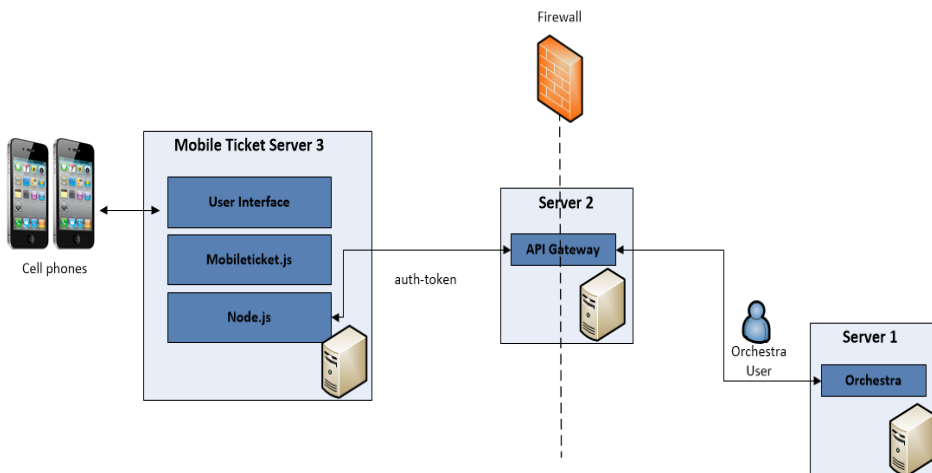 Firewall
Mobile Ticket Server 3
User Interface
Mobileticket.js
Node.js
Cell phones
auth-token
Server 2
API Gateway
Orchestra
User
Server 1
Orchestra